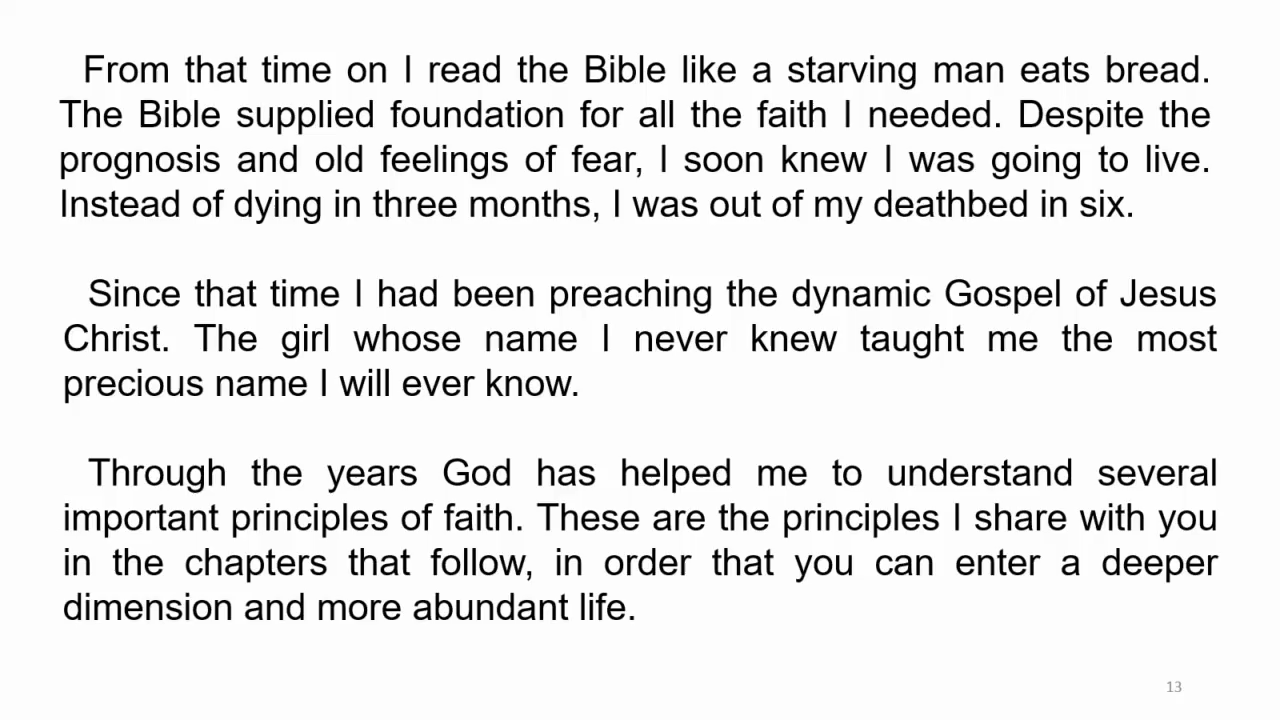 From that time on I read the Bible like a starving man eats bread.
The Bible supplied foundation for all the faith I needed. Despite the
prognosis and old feelings of fear, I soon knew I was going to live.
Instead of dying in three months, I was out of my deathbed in six.
Since that time I had been preaching the dynamic Gospel of Jesus
Christ. The girl whose name I never knew taught me the most
precious name I will ever know.
Through the years God has helped me to understand several
important principles of faith. These are the principles I share with you
in the chapters that follow, in order that you can enter a deeper
dimension and more abundant life.
13